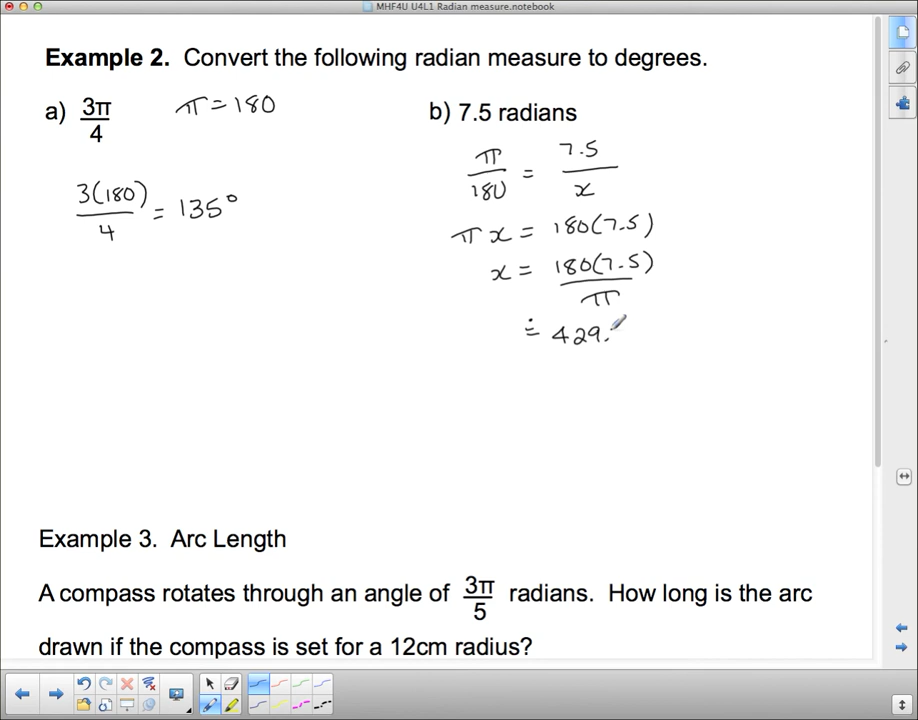 MHF4U U4L1 Radian measure.notebook
Example 2. Convert the following radian measure to degrees.
a) 3π/4 π = 180
3(180)/4 = 135°
b) 7.5 radians
π/180 = 7.5/x
πx = 180(7.5)
x = 180(7.5)/π
≐ 429.
Example 3. Arc Length
A compass rotates through an angle of 3π/5 radians. How long is the arc
drawn if the compass is set for a 12cm radius?